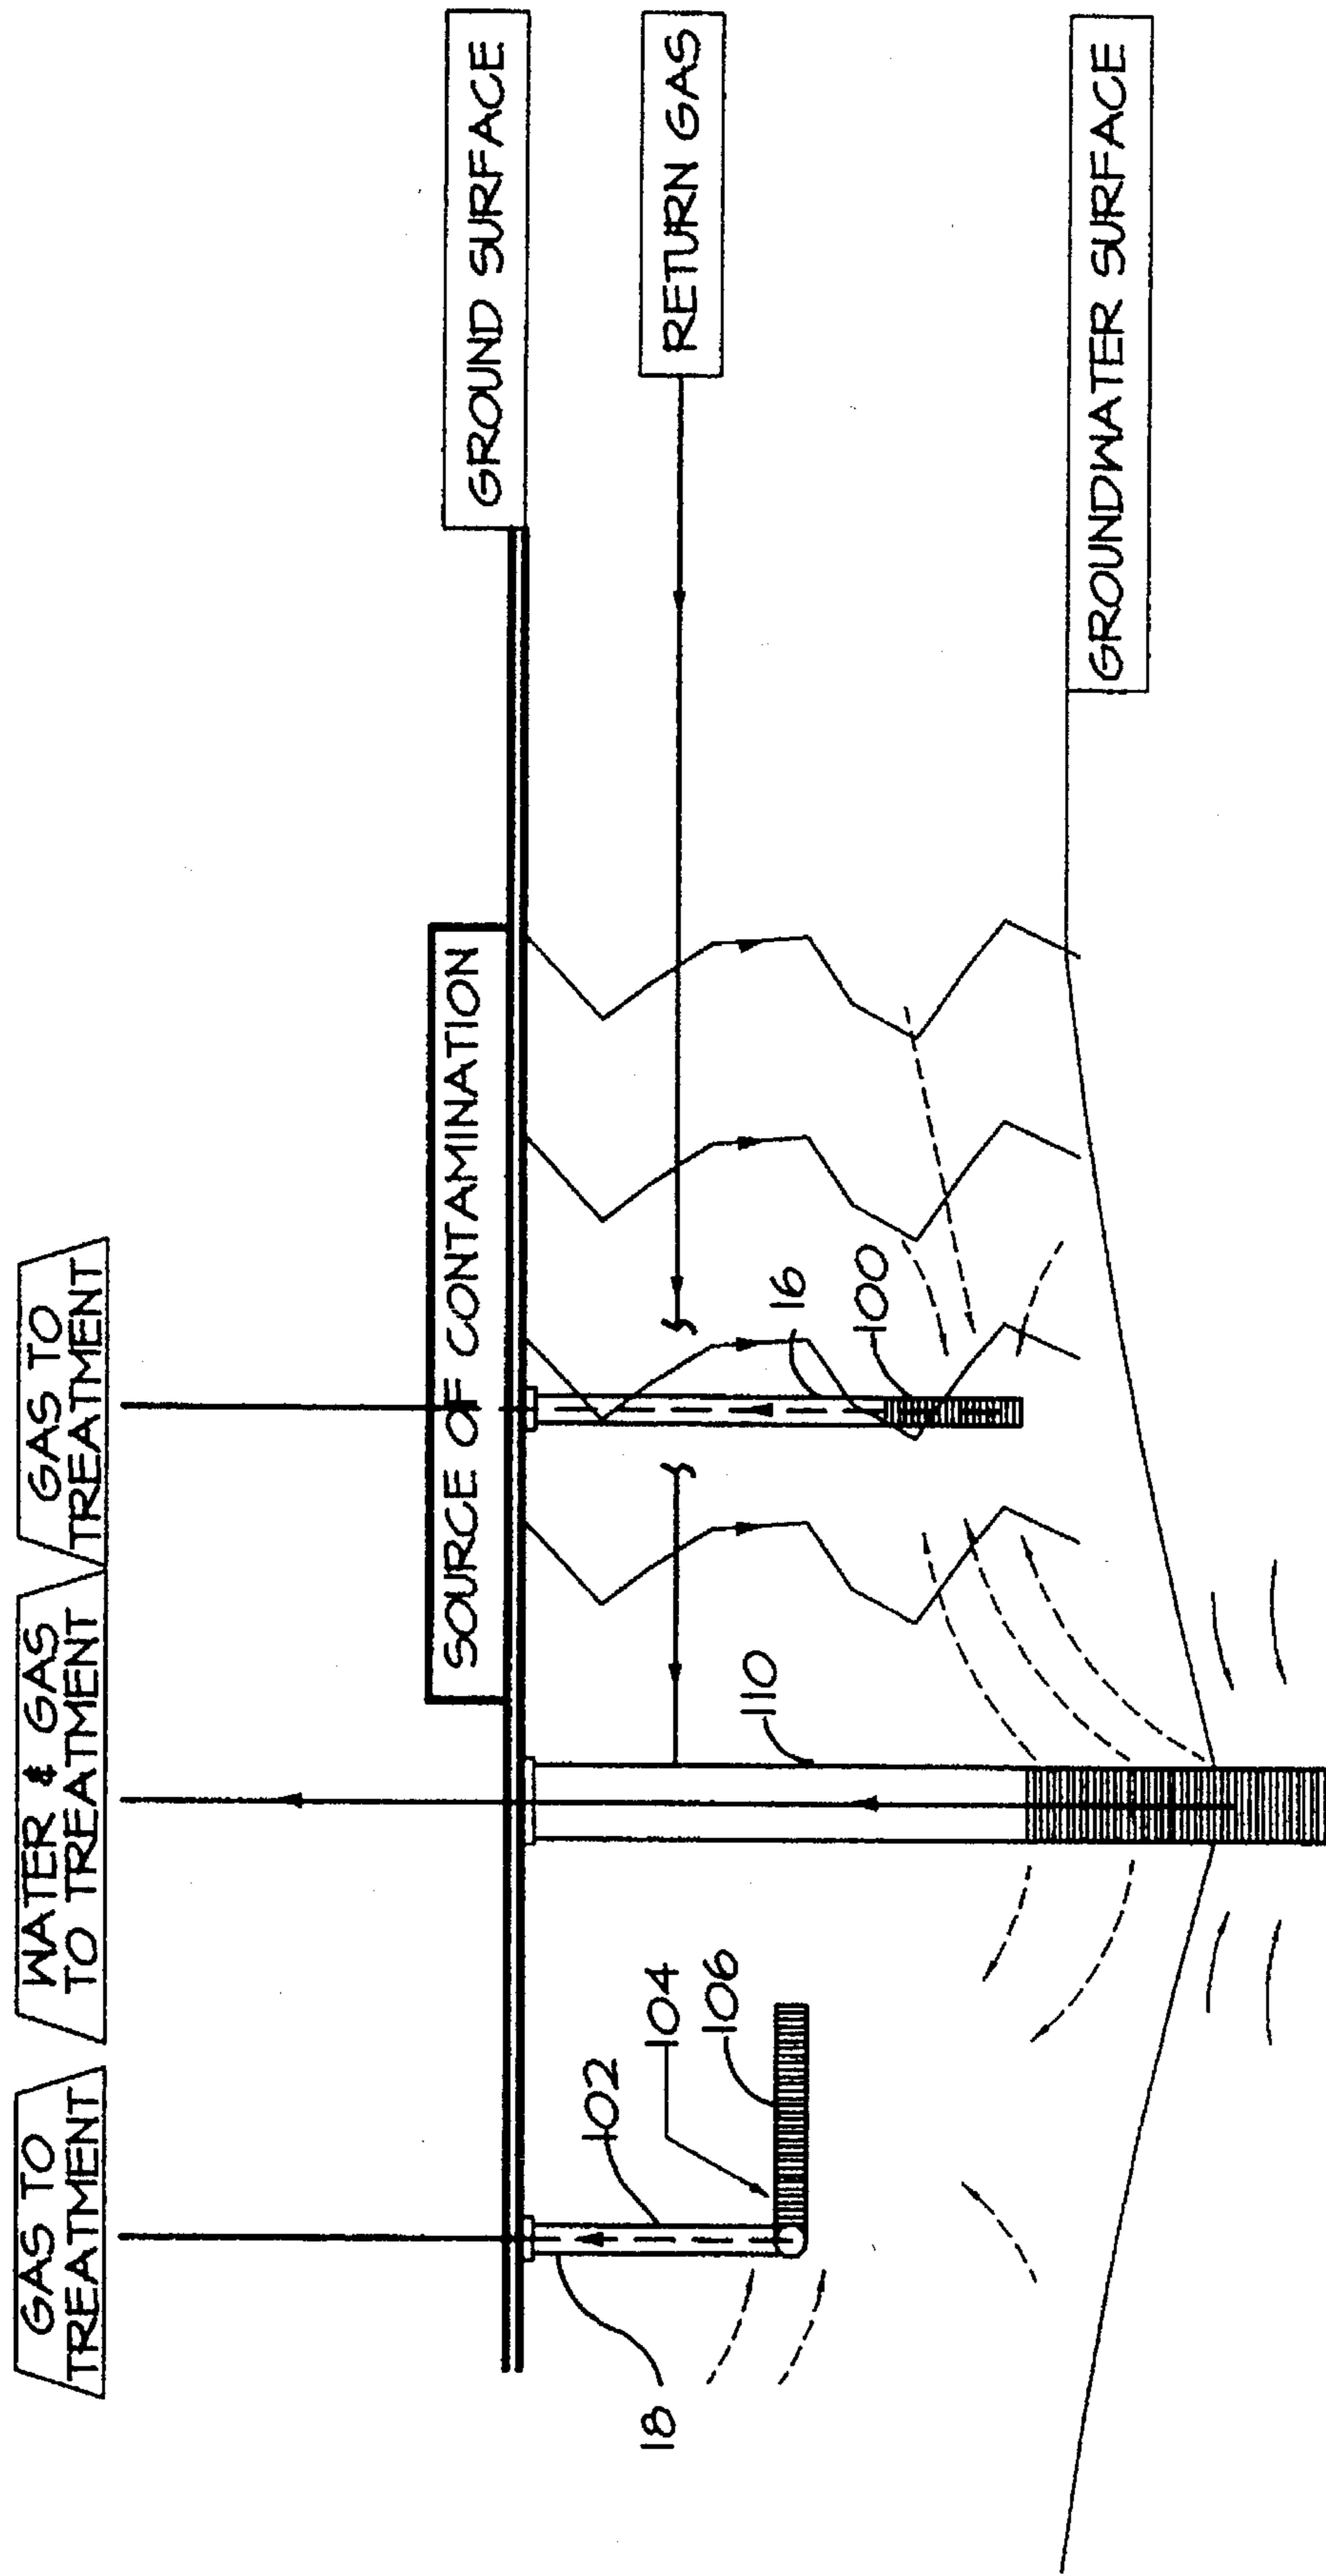 GAS TO
TREATMENT
WATER & GAS
TO TREATMENT
GAS TO
TREATMENT
SOURCE OF CONTAMINATION
GROUND SURFACE
RETURN GAS
GROUNDWATER SURFACE
18
102
104
106
110
16
100